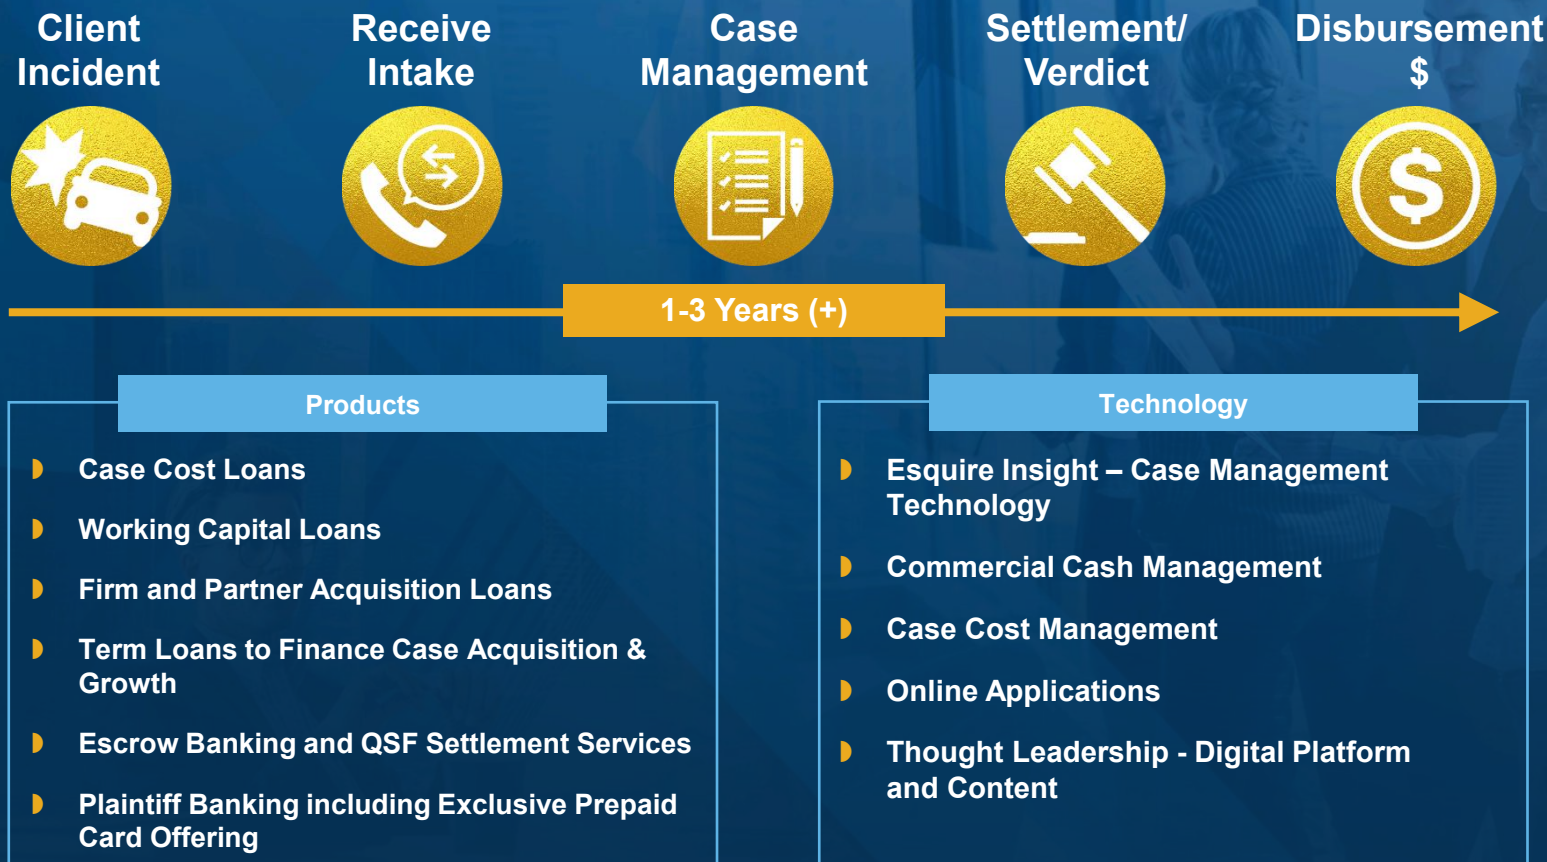 Client
Incident
Receive
Intake
Case
Management
Settlement/
Verdict
Disbursement
$
$
1-3 Years (+)
Products
Case Cost Loans
Working Capital Loans
Firm and Partner Acquisition Loans
Term Loans to Finance Case Acquisition &
Growth
Escrow Banking and QSF Settlement Services
Plaintiff Banking including Exclusive Prepaid
Card Offering
Technology
Esquire Insight – Case Management
Technology
Commercial Cash Management
Case Cost Management
Online Applications
Thought Leadership - Digital Platform
and Content